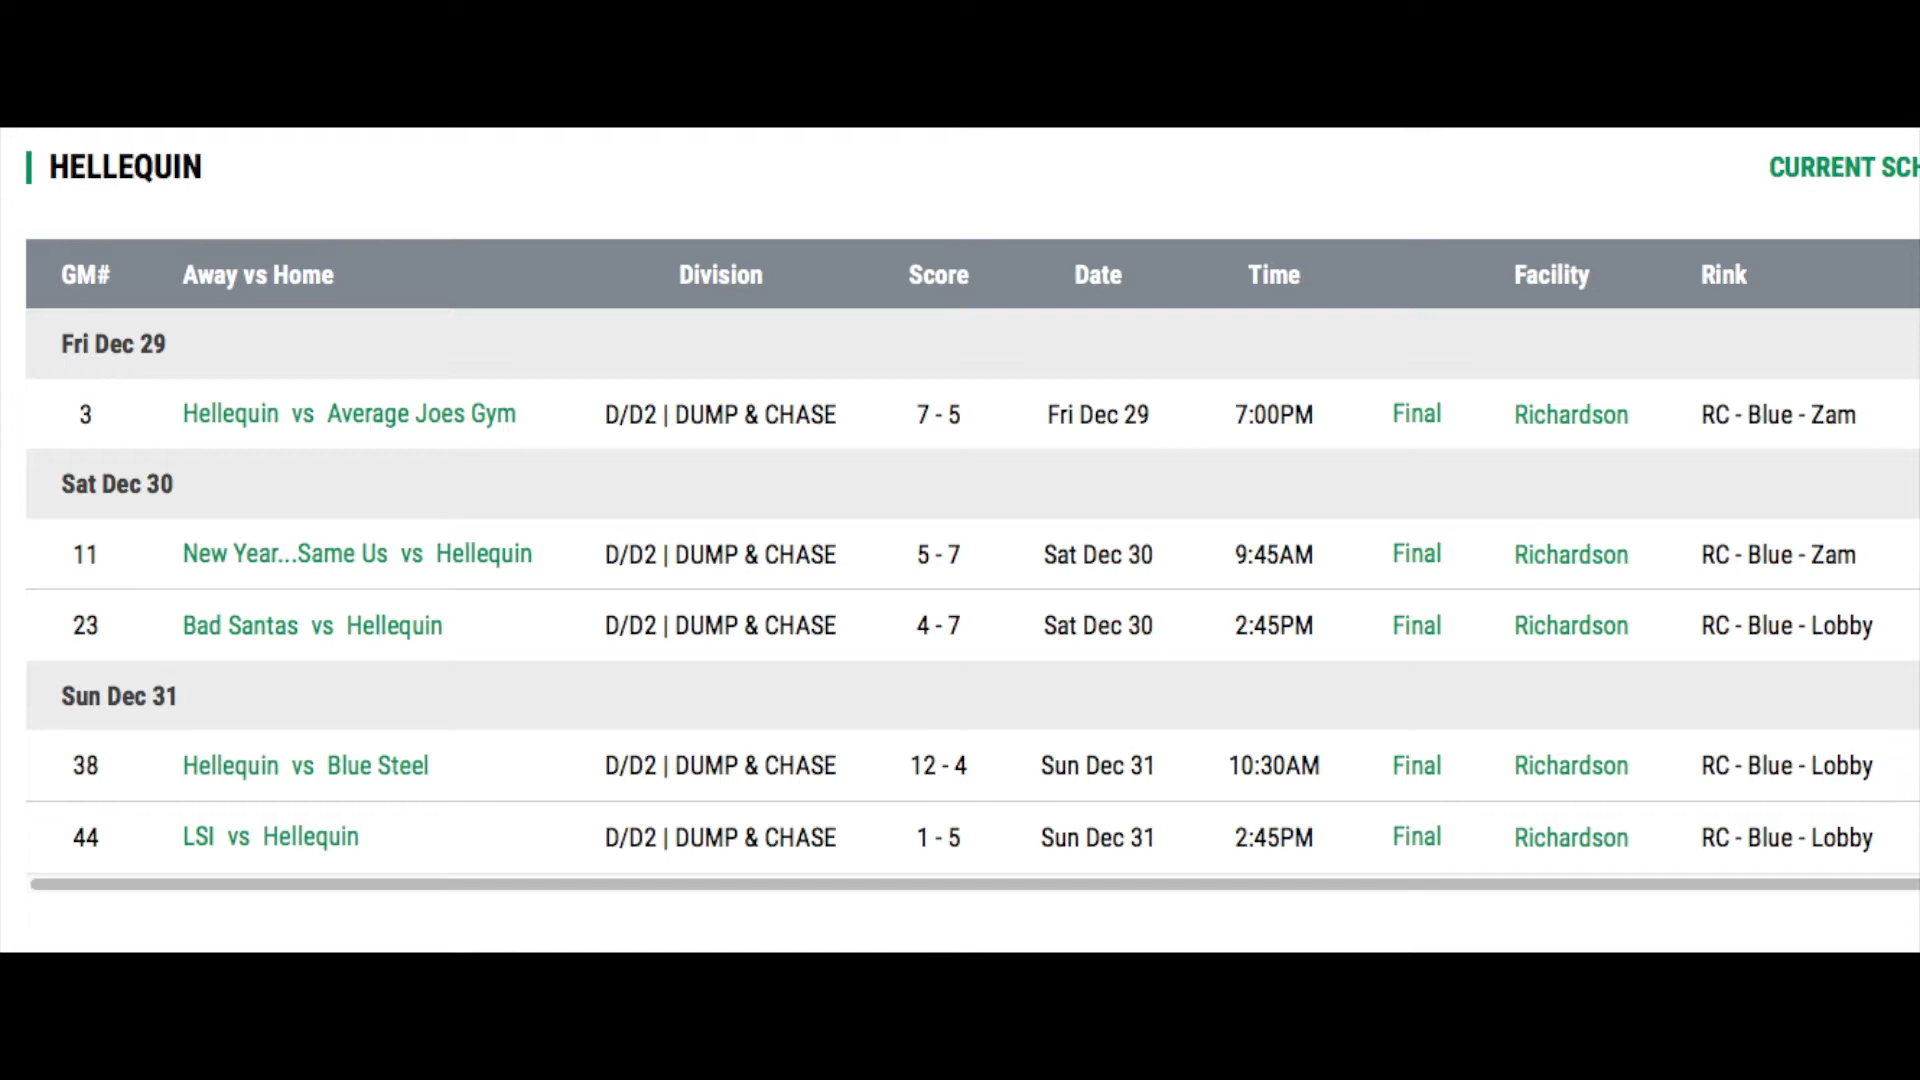 HELLEQUIN
CURRENT SCH
GM# Away vs Home Division Score Date Time Facility Rink
Fri Dec 29
3 Hellequin vs Average Joes Gym D/D2 | DUMP & CHASE 7 - 5 Fri Dec 29 7:00PM Final Richardson RC - Blue - Zam
Sat Dec 30
11 New Year...Same Us vs Hellequin D/D2 | DUMP & CHASE 5 - 7 Sat Dec 30 9:45AM Final Richardson RC - Blue - Zam
23 Bad Santas vs Hellequin D/D2 | DUMP & CHASE 4 - 7 Sat Dec 30 2:45PM Final Richardson RC - Blue - Lobby
Sun Dec 31
38 Hellequin vs Blue Steel D/D2 | DUMP & CHASE 12 - 4 Sun Dec 31 10:30AM Final Richardson RC - Blue - Lobby
44 LSI vs Hellequin D/D2 | DUMP & CHASE 1 - 5 Sun Dec 31 2:45PM Final Richardson RC - Blue - Lobby